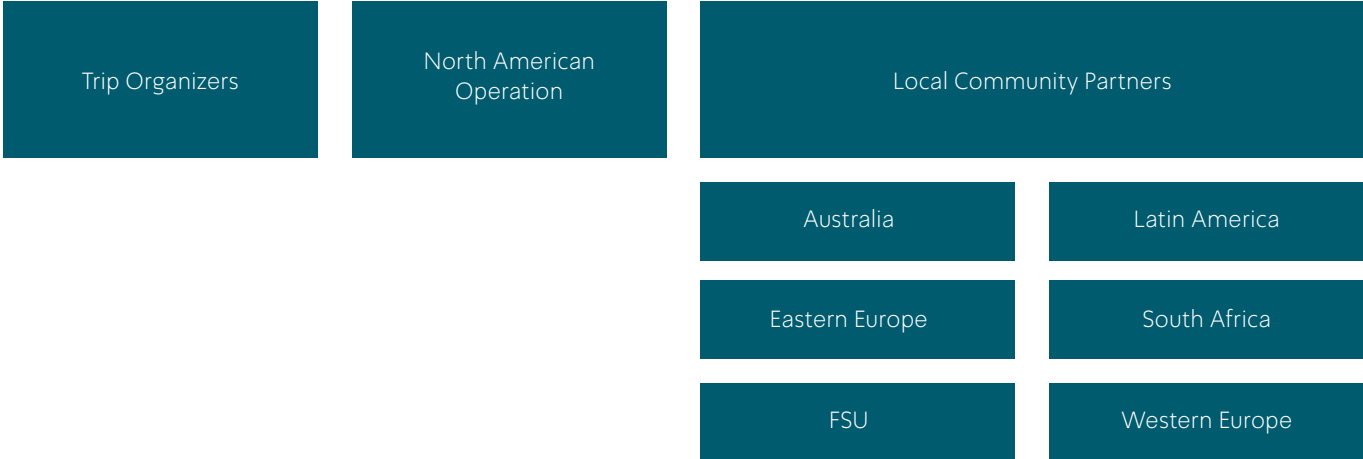 Trip Organizers
North American
Operation
Local Community Partners
Australia
Latin America
Eastern Europe
South Africa
FSU
Western Europe